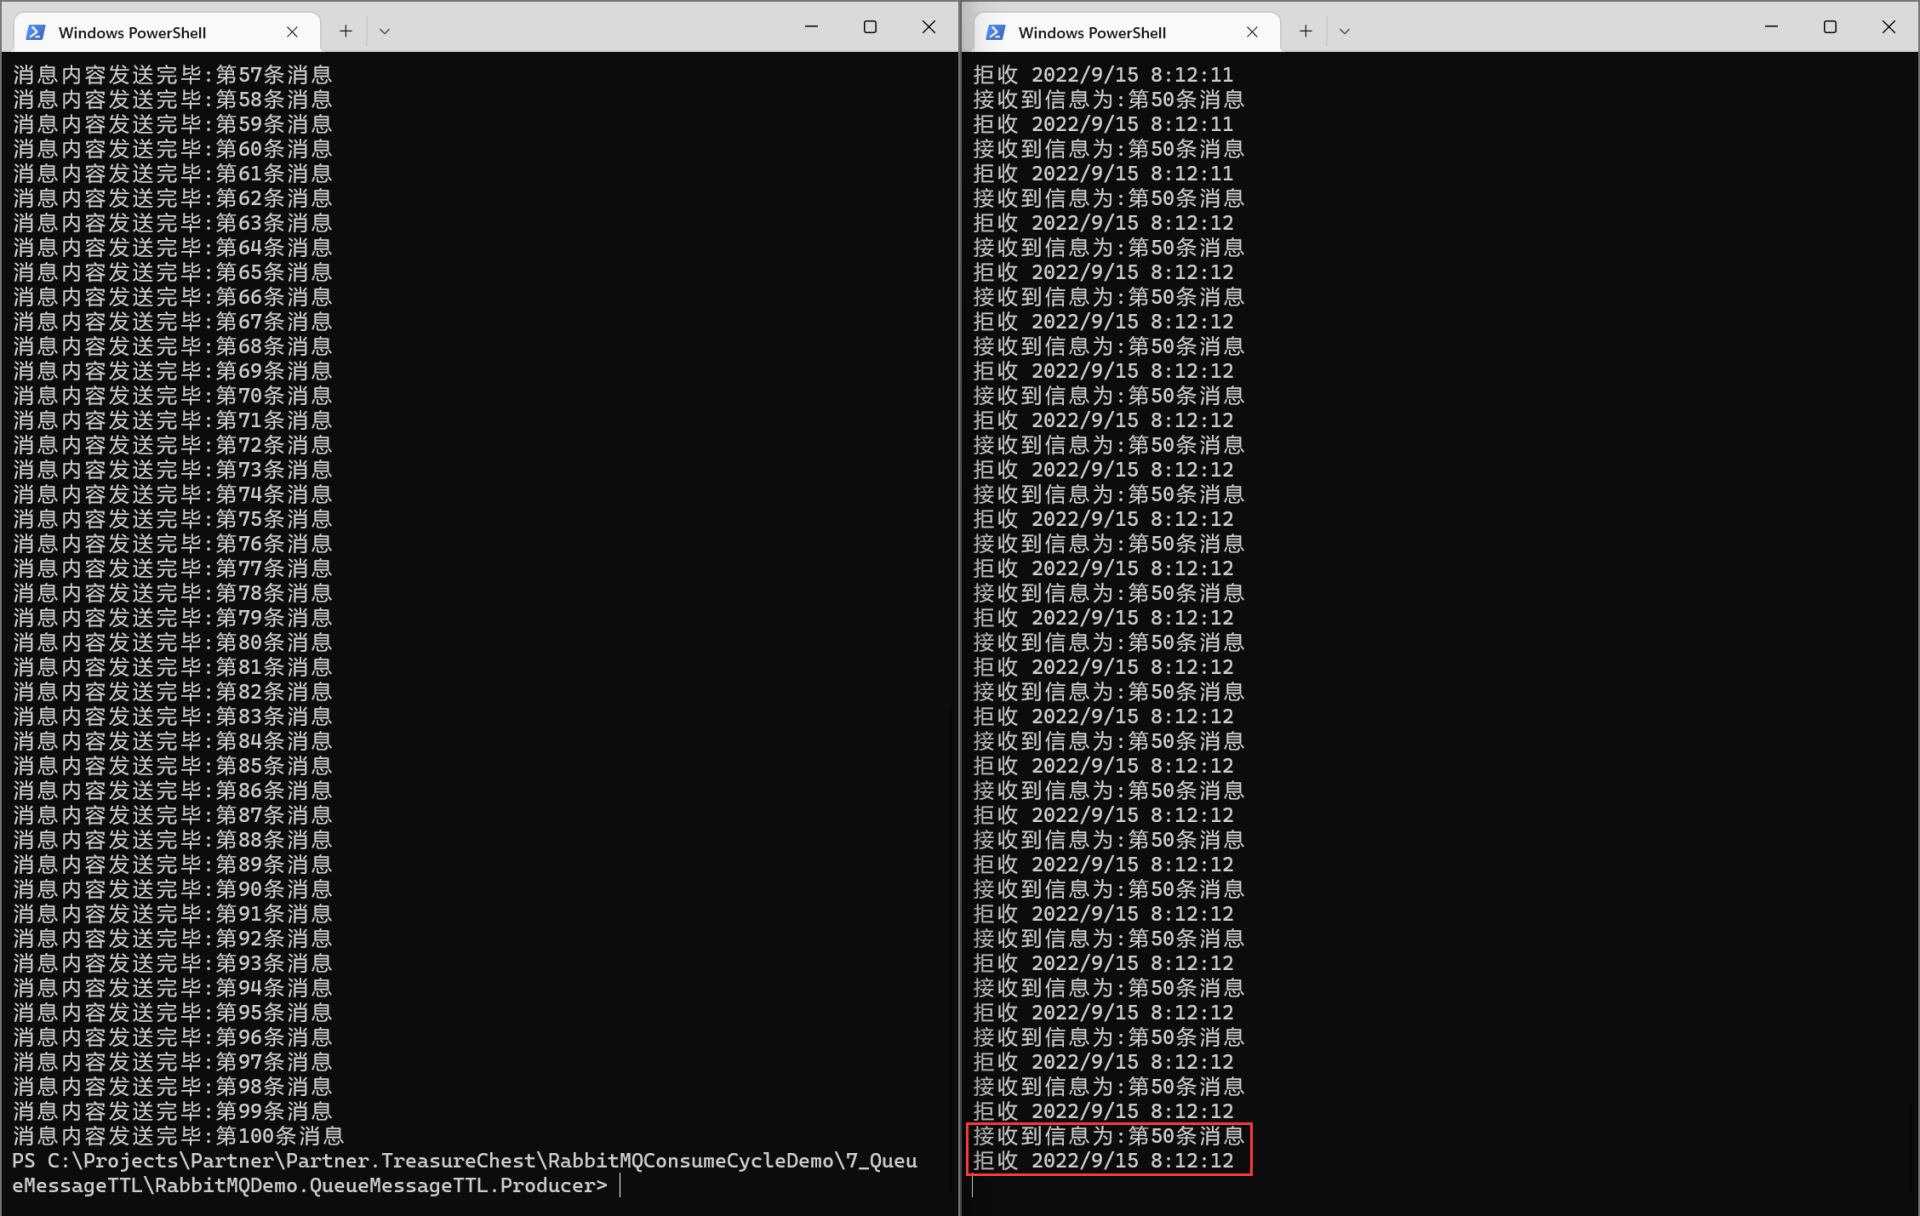 Windows PowerShell
消息内容发送完毕:第57条消息
消息内容发送完毕:第58条消息
消息内容发送完毕:第59条消息
消息内容发送完毕:第60条消息
消息内容发送完毕:第61条消息
消息内容发送完毕:第62条消息
消息内容发送完毕:第63条消息
消息内容发送完毕:第64条消息
消息内容发送完毕:第65条消息
消息内容发送完毕:第66条消息
消息内容发送完毕:第67条消息
消息内容发送完毕:第68条消息
消息内容发送完毕:第69条消息
消息内容发送完毕:第70条消息
消息内容发送完毕:第71条消息
消息内容发送完毕:第72条消息
消息内容发送完毕:第73条消息
消息内容发送完毕:第74条消息
消息内容发送完毕:第75条消息
消息内容发送完毕:第76条消息
消息内容发送完毕:第77条消息
消息内容发送完毕:第78条消息
消息内容发送完毕:第79条消息
消息内容发送完毕:第80条消息
消息内容发送完毕:第81条消息
消息内容发送完毕:第82条消息
消息内容发送完毕:第83条消息
消息内容发送完毕:第84条消息
消息内容发送完毕:第85条消息
消息内容发送完毕:第86条消息
消息内容发送完毕:第87条消息
消息内容发送完毕:第88条消息
消息内容发送完毕:第89条消息
消息内容发送完毕:第90条消息
消息内容发送完毕:第91条消息
消息内容发送完毕:第92条消息
消息内容发送完毕:第93条消息
消息内容发送完毕:第94条消息
消息内容发送完毕:第95条消息
消息内容发送完毕:第96条消息
消息内容发送完毕:第97条消息
消息内容发送完毕:第98条消息
消息内容发送完毕:第99条消息
消息内容发送完毕:第100条消息
PS C:\Projects\Partner\Partner.TreasureChest\RabbitMQConsumeCycleDemo\7_Queu
eMessageTTL\RabbitMQDemo.QueueMessageTTL.Producer>
Windows PowerShell
拒收 2022/9/15 8:12:11
接收到信息为:第50条消息
拒收 2022/9/15 8:12:11
接收到信息为:第50条消息
拒收 2022/9/15 8:12:11
接收到信息为:第50条消息
拒收 2022/9/15 8:12:12
接收到信息为:第50条消息
拒收 2022/9/15 8:12:12
接收到信息为:第50条消息
拒收 2022/9/15 8:12:12
接收到信息为:第50条消息
拒收 2022/9/15 8:12:12
接收到信息为:第50条消息
拒收 2022/9/15 8:12:12
接收到信息为:第50条消息
拒收 2022/9/15 8:12:12
接收到信息为:第50条消息
拒收 2022/9/15 8:12:12
接收到信息为:第50条消息
拒收 2022/9/15 8:12:12
接收到信息为:第50条消息
拒收 2022/9/15 8:12:12
接收到信息为:第50条消息
拒收 2022/9/15 8:12:12
接收到信息为:第50条消息
拒收 2022/9/15 8:12:12
接收到信息为:第50条消息
拒收 2022/9/15 8:12:12
接收到信息为:第50条消息
拒收 2022/9/15 8:12:12
接收到信息为:第50条消息
拒收 2022/9/15 8:12:12
接收到信息为:第50条消息
拒收 2022/9/15 8:12:12
接收到信息为:第50条消息
拒收 2022/9/15 8:12:12
接收到信息为:第50条消息
拒收 2022/9/15 8:12:12
接收到信息为:第50条消息
拒收 2022/9/15 8:12:12
接收到信息为:第50条消息
拒收 2022/9/15 8:12:12
接收到信息为:第50条消息
拒收 2022/9/15 8:12:12